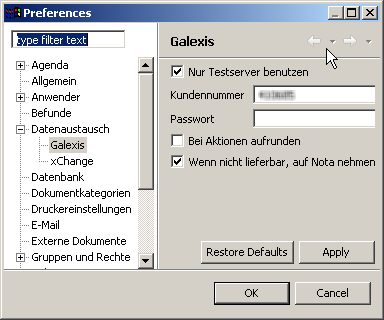 Preferences
type filter text
Agenda
Allgemein
Anwender
Befunde
Datenaustausch
Galexis
xChange
Datenbank
Dokumentkategorien
Druckereinstellungen
E-Mail
Externe Dokumente
Gruppen und Rechte
Galexis
Nur Testserver benutzen
Kundennummer
Passwort
Bei Aktionen aufrunden
Wenn nicht lieferbar, auf Nota nehmen
Restore Defaults
Apply
OK
Cancel